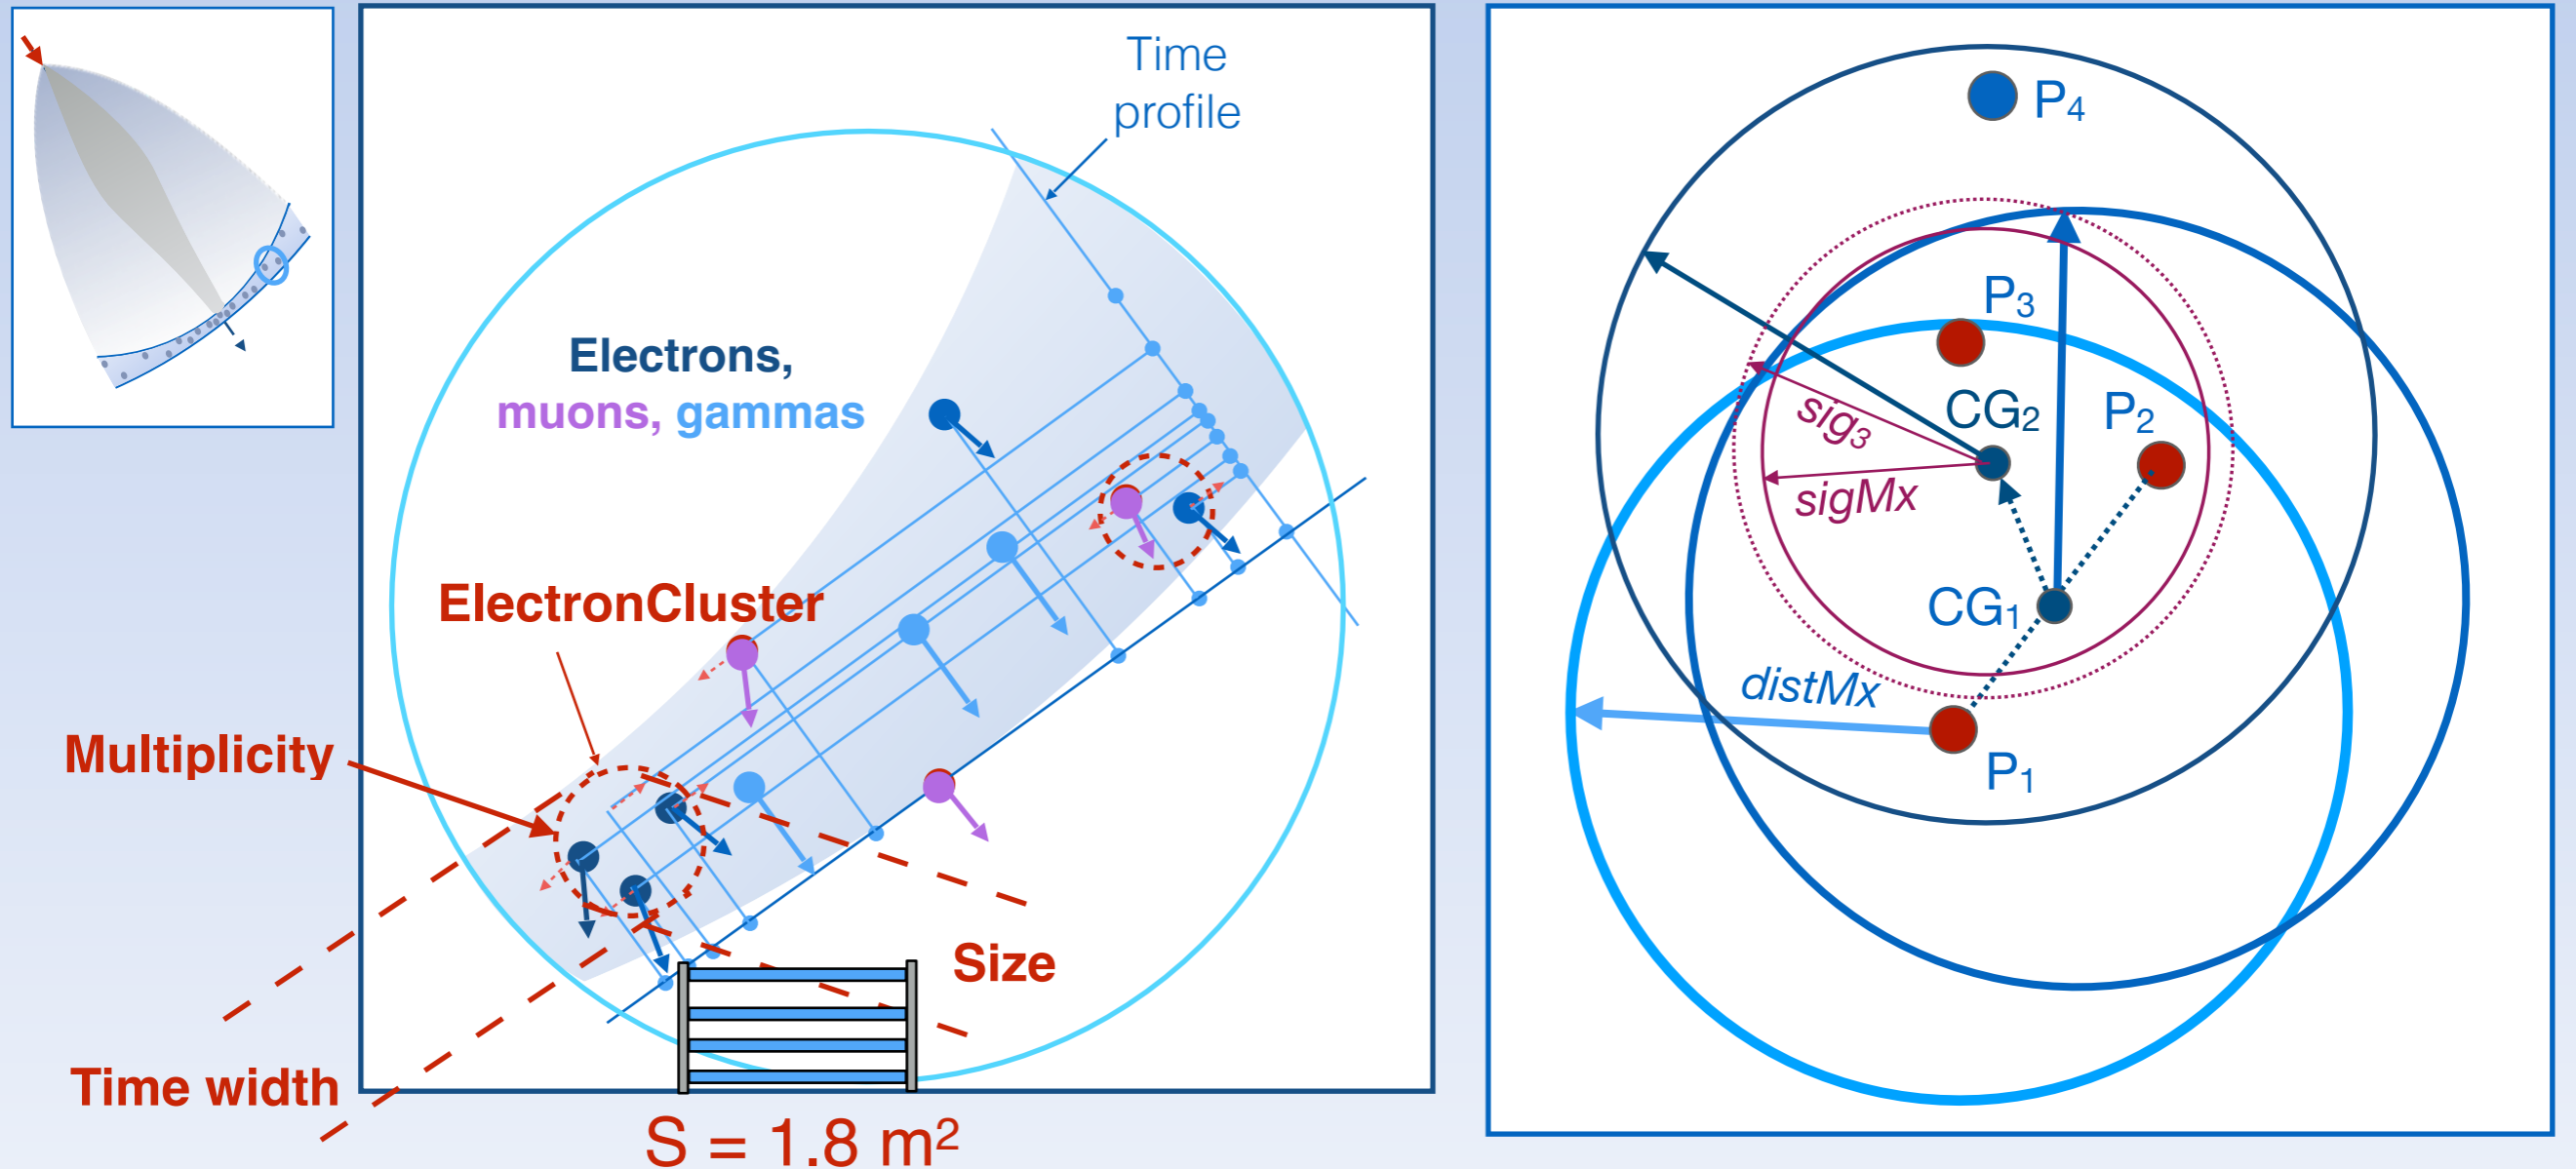 Time
profile
Electrons,
muons, gammas
ElectronCluster
Multiplicity
Size
Time width
S = 1.8 m²
P₄
P₃
CG₂
P₂
sig₃
sigMx
CG₁
distMx
P₁